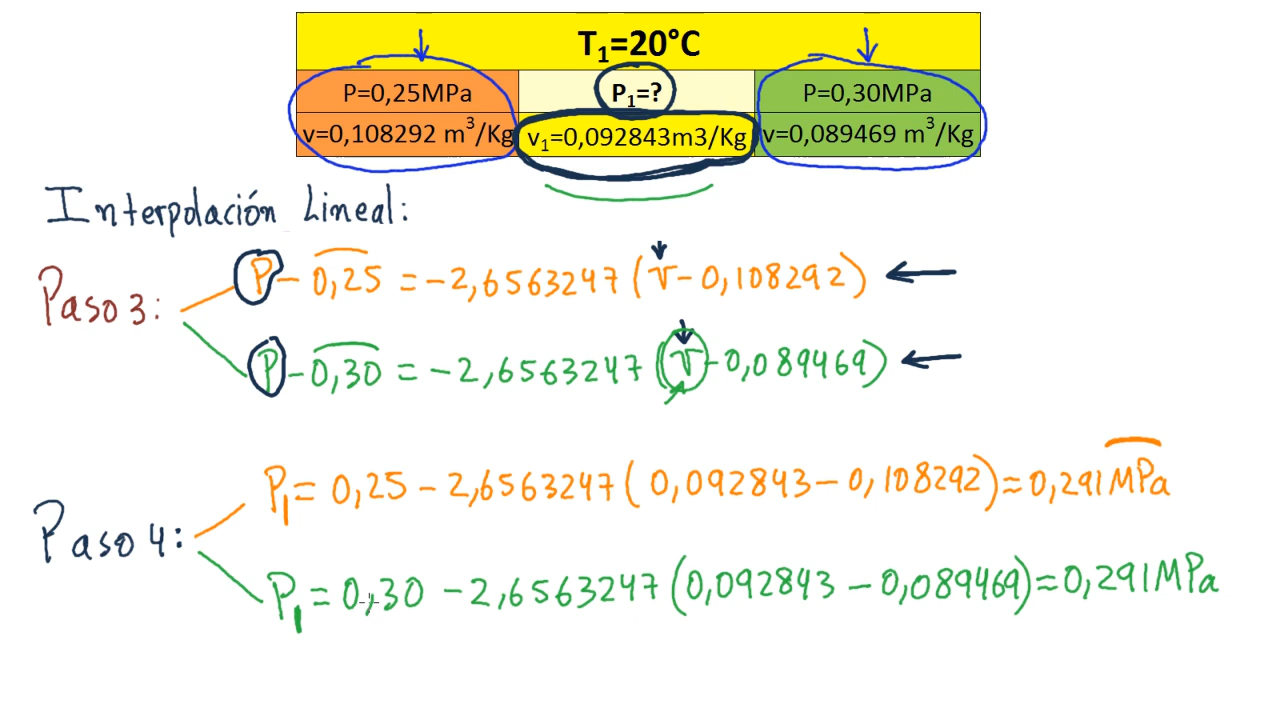 T₁=20°C
P=0,25MPa P₁=? P=0,30MPa
v=0,108292 m³/Kg v₁=0,092843m3/Kg v=0,089469 m³/Kg
Interpolación Lineal:
Paso 3:
P - 0,25 = -2,6563247 (v - 0,108292)
P - 0,30 = -2,6563247 (v - 0,089469)
Paso 4:
P₁ = 0,25 - 2,6563247 (0,092843 - 0,108292) ≈ 0,291 MPa
P₁ = 0,30 - 2,6563247 (0,092843 - 0,089469) ≈ 0,291 MPa